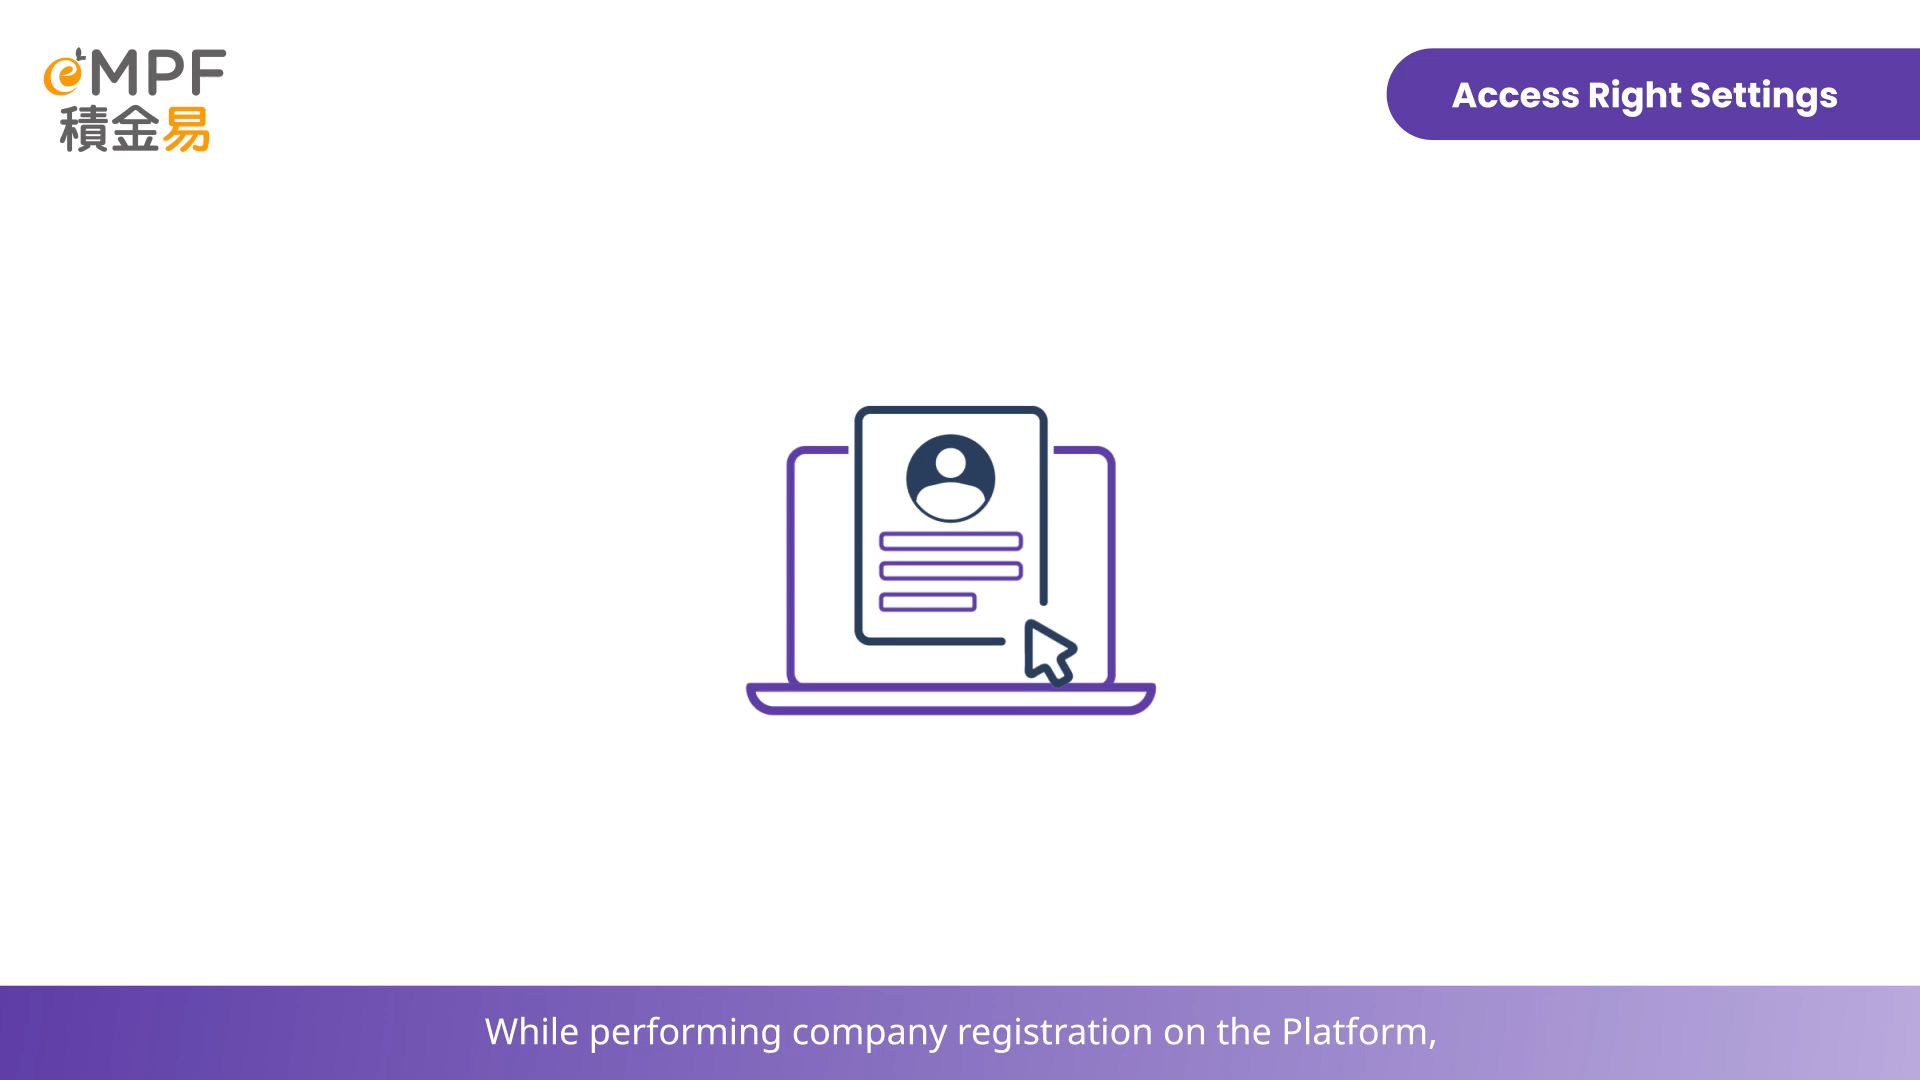 eMPF
積金易
Access Right Settings
While performing company registration on the Platform,